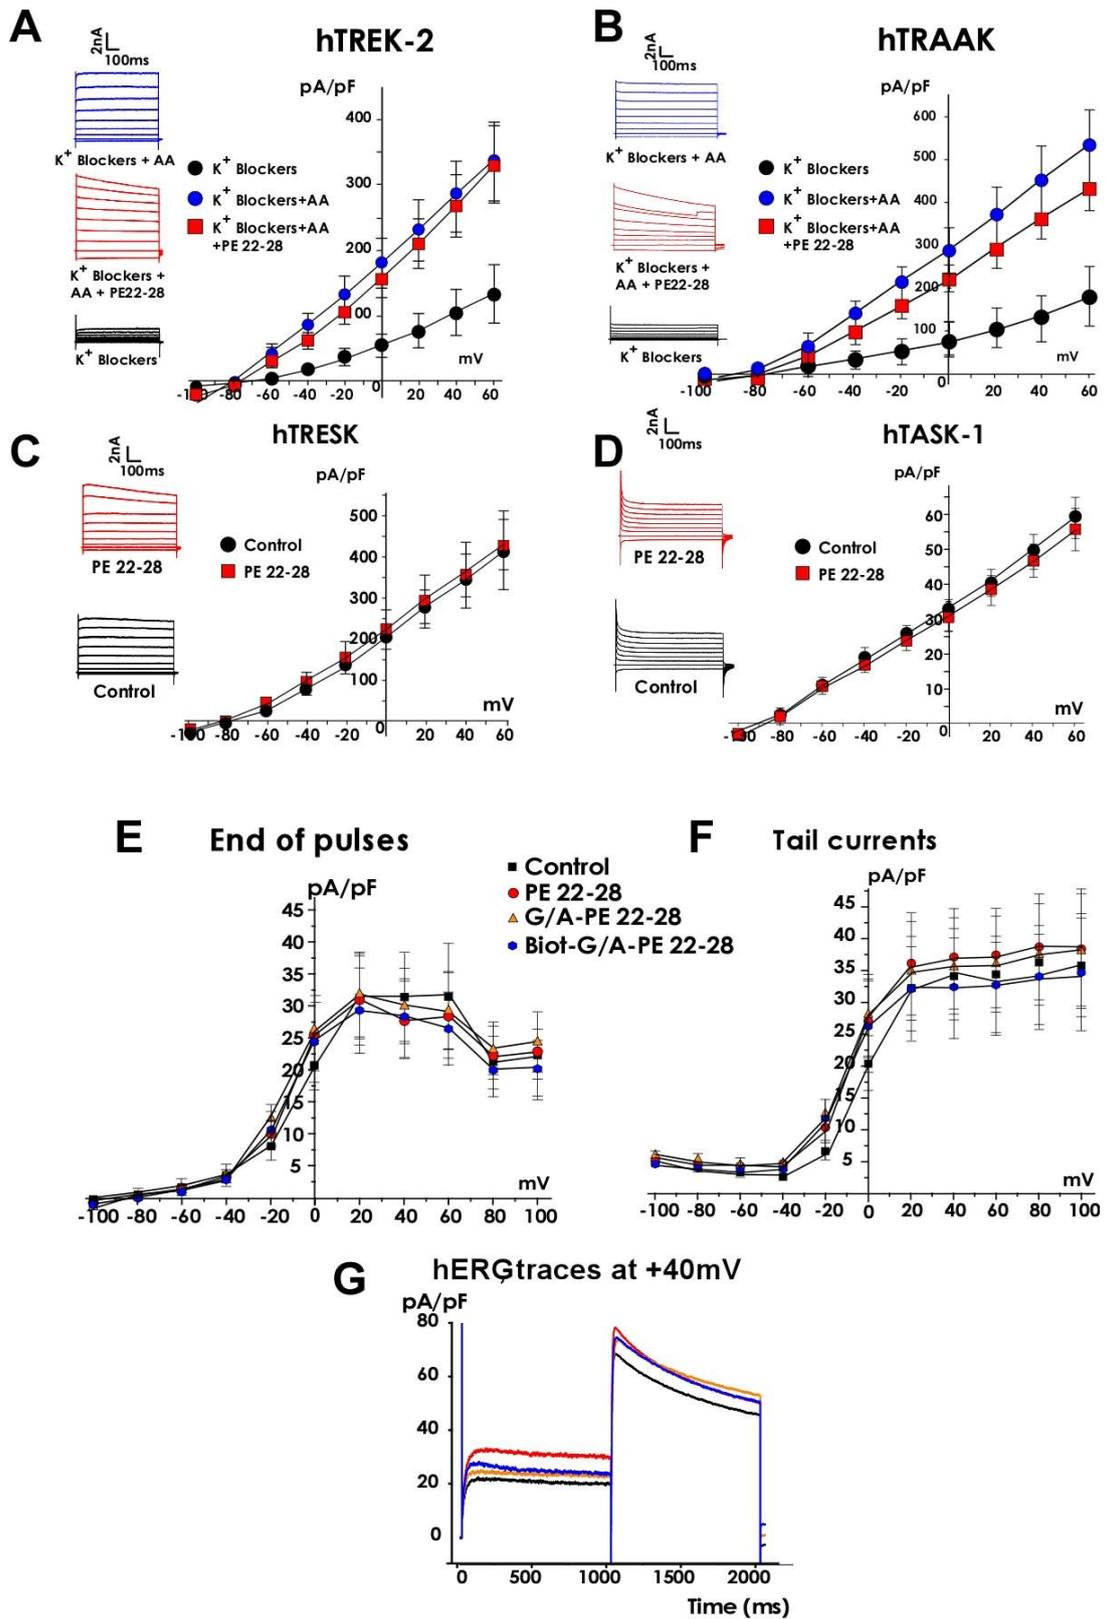 A
hTREK-2
2nA
100ms
pA/pF
400
300
200
100
0
K+ Blockers + AA
K+ Blockers
K+ Blockers+AA
K+ Blockers+AA
+PE 22-28
K+ Blockers +
AA + PE22-28
K+ Blockers
mV
-100 -80 -60 -40 -20 20 40 60
B
hTRAAK
2nA
100ms
pA/pF
600
500
400
300
200
100
0
K+ Blockers + AA
K+ Blockers
K+ Blockers+AA
K+ Blockers+AA
+PE 22-28
K+ Blockers +
AA + PE22-28
K+ Blockers
mV
-100 -80 -60 -40 -20 20 40 60
C
hTRESK
2nA
100ms
pA/pF
500
400
300
200
100
0
PE 22-28
Control
Control
PE 22-28
mV
-100 -80 -60 -40 -20 20 40 60
D
hTASK-1
2nA
100ms
pA/pF
60
50
40
30
20
10
0
PE 22-28
Control
Control
PE 22-28
mV
-100 -80 -60 -40 -20 20 40 60
E
End of pulses
pA/pF
45
40
35
30
25
20
15
10
5
mV
-100 -80 -60 -40 -20 0 20 40 60 80 100
Control
PE 22-28
G/A-PE 22-28
Biot-G/A-PE 22-28
F
Tail currents
pA/pF
45
40
35
30
25
20
15
10
5
mV
-100 -80 -60 -40 -20 0 20 40 60 80 100
G
hERG traces at +40mV
pA/pF
80
60
40
20
0
0 500 1000 1500 2000
Time (ms)